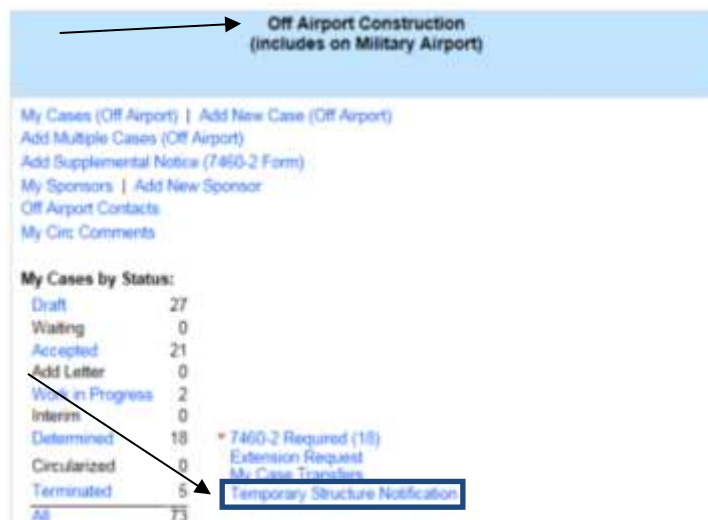 Off Airport Construction
(includes on Military Airport)
My Cases (Off Airport) | Add New Case (Off Airport)
Add Multiple Cases (Off Airport)
Add Supplemental Notice (7460-2 Form)
My Sponsors | Add New Sponsor
Off Airport Contacts
My Circ Comments
My Cases by Status:
Draft 27
Waiting 0
Accepted 21
Add Letter 0
Work in Progress 2
Interim 0
Determined 18 * 7460-2 Required (18)
Extension Request
Circularized 0 My Case Transfers
Terminated 5 Temporary Structure Notification
All 73